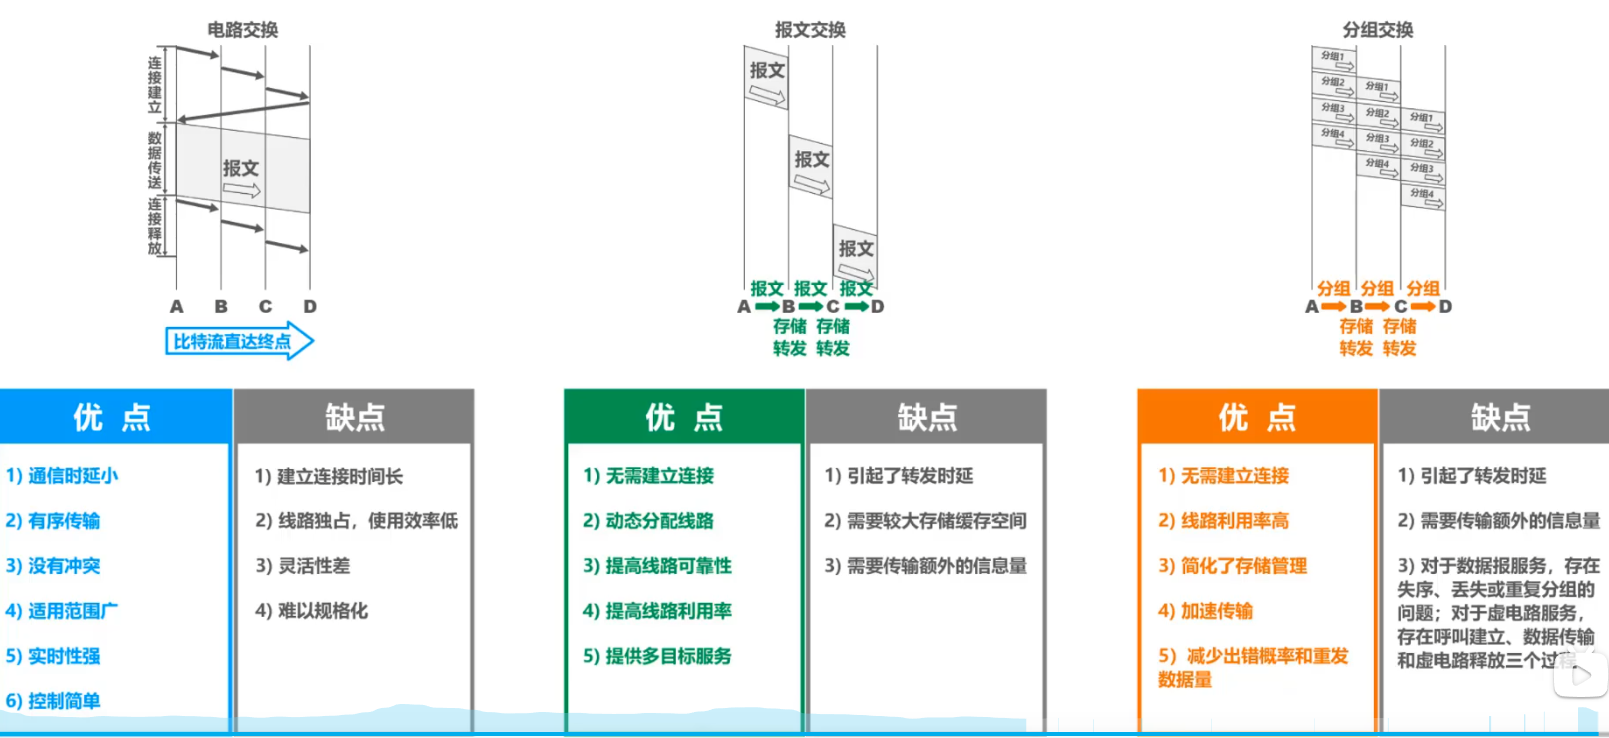 电路交换
连接建立
数据传送
连接释放
报文
A B C D
比特流直达终点
优 点
缺点
1) 通信时延小
2) 有序传输
3) 没有冲突
4) 适用范围广
5) 实时性强
6) 控制简单
1) 建立连接时间长
2) 线路独占，使用效率低
3) 灵活性差
4) 难以规格化
报文交换
报文
报文
报文
报文 报文 报文
A B C D
存储 存储
转发 转发
优 点
缺点
1) 无需建立连接
2) 动态分配线路
3) 提高线路可靠性
4) 提高线路利用率
5) 提供多目标服务
1) 引起了转发时延
2) 需要较大存储缓存空间
3) 需要传输额外的信息量
分组交换
分组1
分组2 分组1
分组3 分组2 分组1
分组4 分组3 分组2
分组4 分组3
分组4
分组 分组 分组
A B C D
存储 存储
转发 转发
优 点
缺点
1) 无需建立连接
2) 线路利用率高
3) 简化了存储管理
4) 加速传输
5) 减少出错概率和重发
数据量
1) 引起了转发时延
2) 需要传输额外的信息量
3) 对于数据报服务，存在
失序、丢失或重复分组的
问题；对于虚电路服务，
存在呼叫建立、数据传输
和虚电路释放三个过程